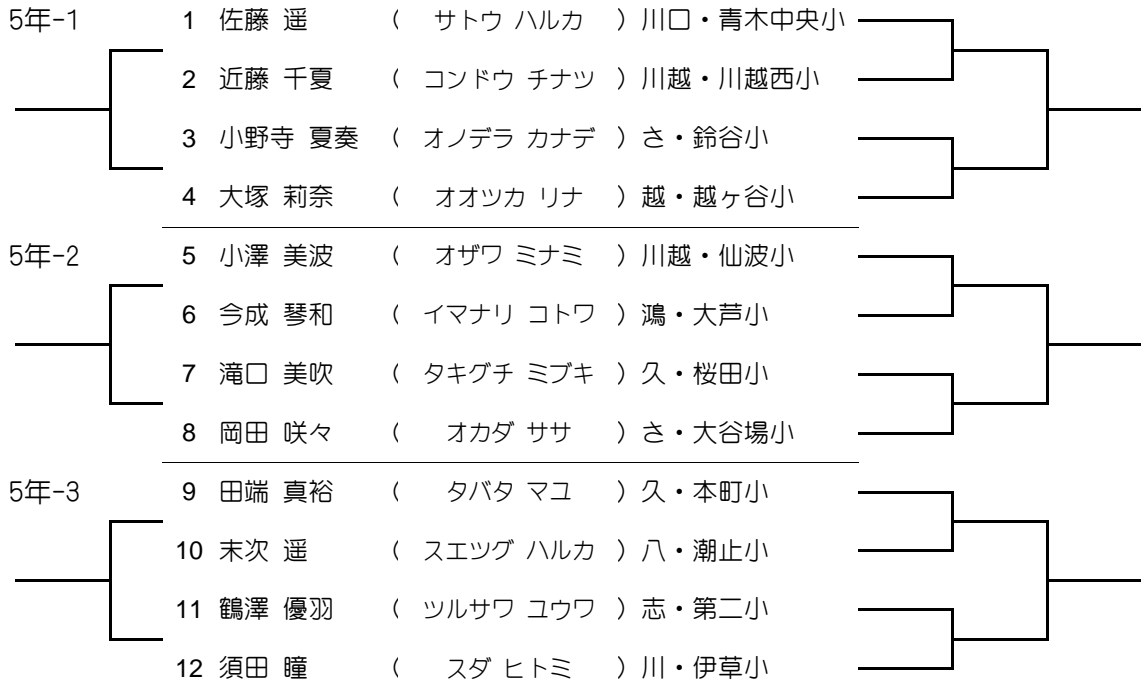 5年-1 1 佐藤 遥 ( サトウ ハルカ ) 川口・青木中央小
2 近藤 千夏 ( コンドウ チナツ ) 川越・川越西小
3 小野寺 夏奏 ( オノデラ カナデ ) さ・鈴谷小
4 大塚 莉奈 ( オオツカ リナ ) 越・越ヶ谷小
5年-2 5 小澤 美波 ( オザワ ミナミ ) 川越・仙波小
6 今成 琴和 ( イマナリ コトワ ) 鴻・大芦小
7 滝口 美吹 ( タキグチ ミブキ ) 久・桜田小
8 岡田 咲々 ( オカダ ササ ) さ・大谷場小
5年-3 9 田端 真裕 ( タバタ マユ ) 久・本町小
10 末次 遥 ( スエツグ ハルカ ) 八・潮止小
11 鶴澤 優羽 ( ツルサワ ユウワ ) 志・第二小
12 須田 瞳 ( スダ ヒトミ ) 川・伊草小